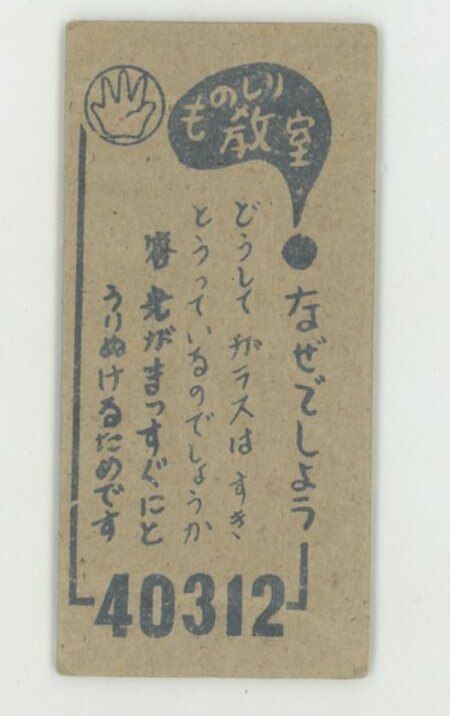 ものしり教室
なぜでしょう
どうして ガラスはすき
とうっているのでしょうか
答 光がまっすぐにと
うりぬけるためです
40312